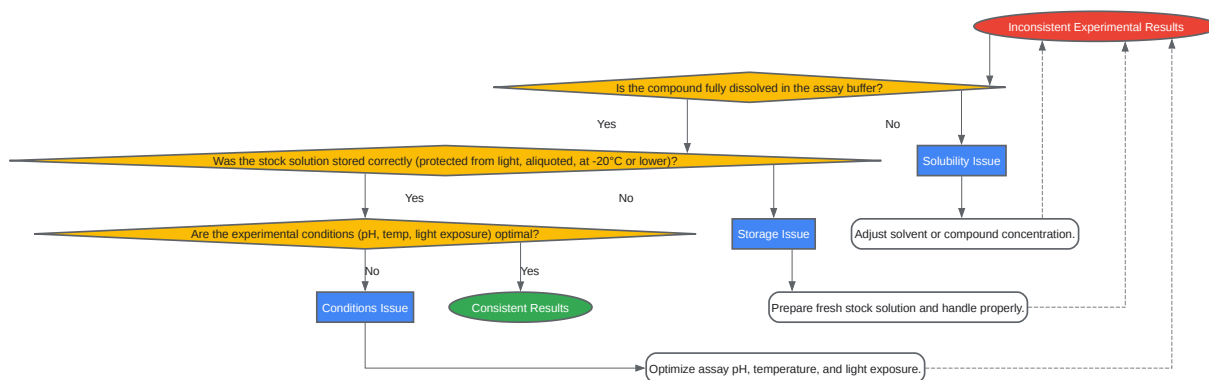 Inconsistent Experimental Results
Is the compound fully dissolved in the assay buffer?
Yes
No
Was the stock solution stored correctly (protected from light, aliquoted, at -20°C or lower)?
Solubility Issue
Yes
No
Are the experimental conditions (pH, temp, light exposure) optimal?
Storage Issue
Adjust solvent or compound concentration.
No
Yes
Conditions Issue
Consistent Results
Prepare fresh stock solution and handle properly.
Optimize assay pH, temperature, and light exposure.